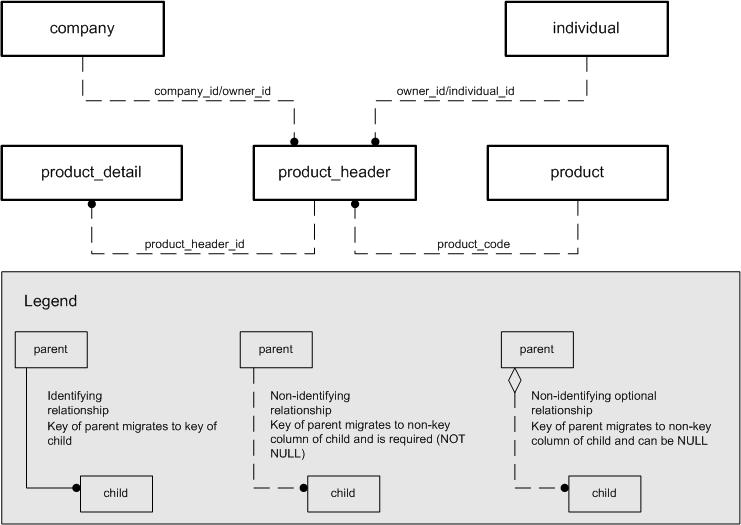 company
individual
company_id/owner_id
owner_id/individual_id
product_detail
product_header
product
product_header_id
product_code
Legend
parent
Identifying
relationship
Key of parent migrates to key of
child
child
parent
Non-identifying
relationship
Key of parent migrates to non-key
column of child and is required (NOT
NULL)
child
parent
Non-identifying optional
relationship
Key of parent migrates to non-key
column of child and can be NULL
child